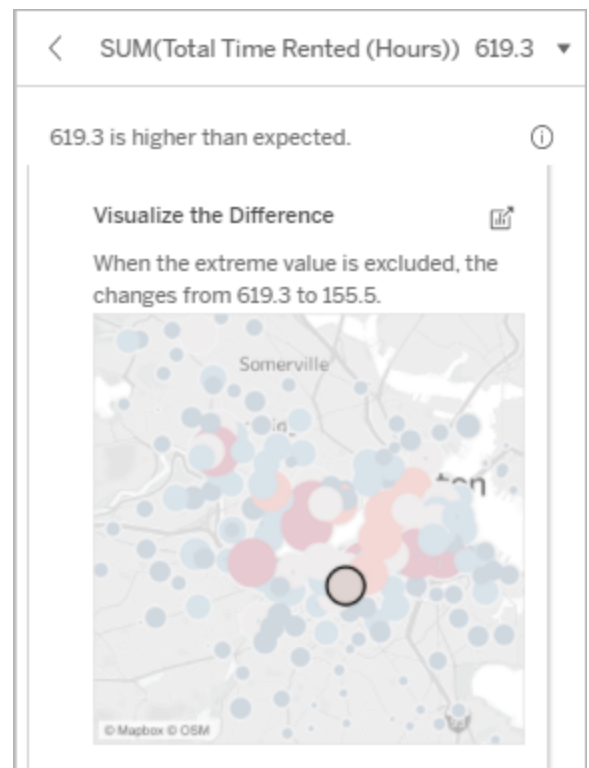 SUM(Total Time Rented (Hours)) 619.3
619.3 is higher than expected.
Visualize the Difference
When the extreme value is excluded, the
changes from 619.3 to 155.5.
Somerville
© Mapbox © OSM